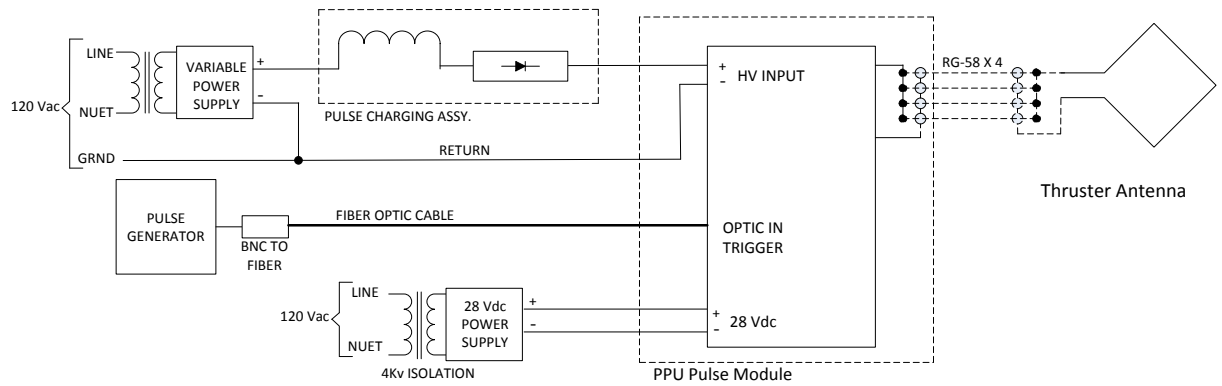 LINE
120 Vac
NUET
GRND
VARIABLE
POWER
SUPPLY
+
-
PULSE CHARGING ASSY.
RETURN
+
-
HV INPUT
RG-58 X 4
Thruster Antenna
PULSE
GENERATOR
BNC TO
FIBER
FIBER OPTIC CABLE
OPTIC IN
TRIGGER
LINE
120 Vac
NUET
4Kv ISOLATION
28 Vdc
POWER
SUPPLY
+
-
+
-
28 Vdc
PPU Pulse Module